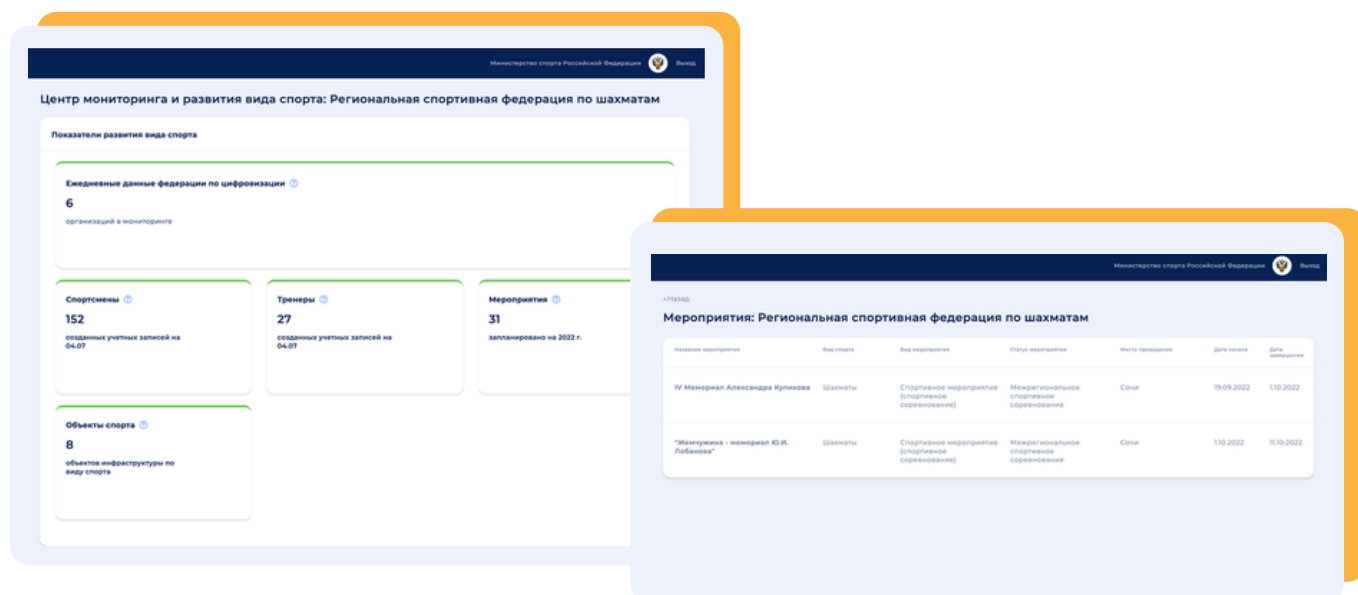 Министерство спорта Российской Федерации Выход
Центр мониторинга и развития вида спорта: Региональная спортивная федерация по шахматам
Показатели развития вида спорта
Ежедневные данные федерации по цифровизации ?
6
организаций в мониторинге
Спортсмены ?
152
созданных учетных записей на
04.07
Тренеры ?
27
созданных учетных записей на
04.07
Мероприятия ?
31
запланировано на 2022 г.
Объекты спорта ?
8
объектов инфраструктуры по
виду спорта
Министерство спорта Российской Федерации Выход
«Назад
Мероприятия: Региональная спортивная федерация по шахматам
Название мероприятия Вид спорта Вид мероприятия Статус мероприятия Место проведения Дата начала Дата
завершения
IV Мемориал Александра Куликова Шахматы Спортивное мероприятие Межрегиональное Сочи 19.09.2022 1.10.2022
(спортивное спортивное
соревнование) соревнование
"Жемчужина - мемориал Ю.И. Шахматы Спортивное мероприятие Межрегиональное Сочи 1.10.2022 11.10.2022
Лобанова" (спортивное спортивное
соревнование) соревнование